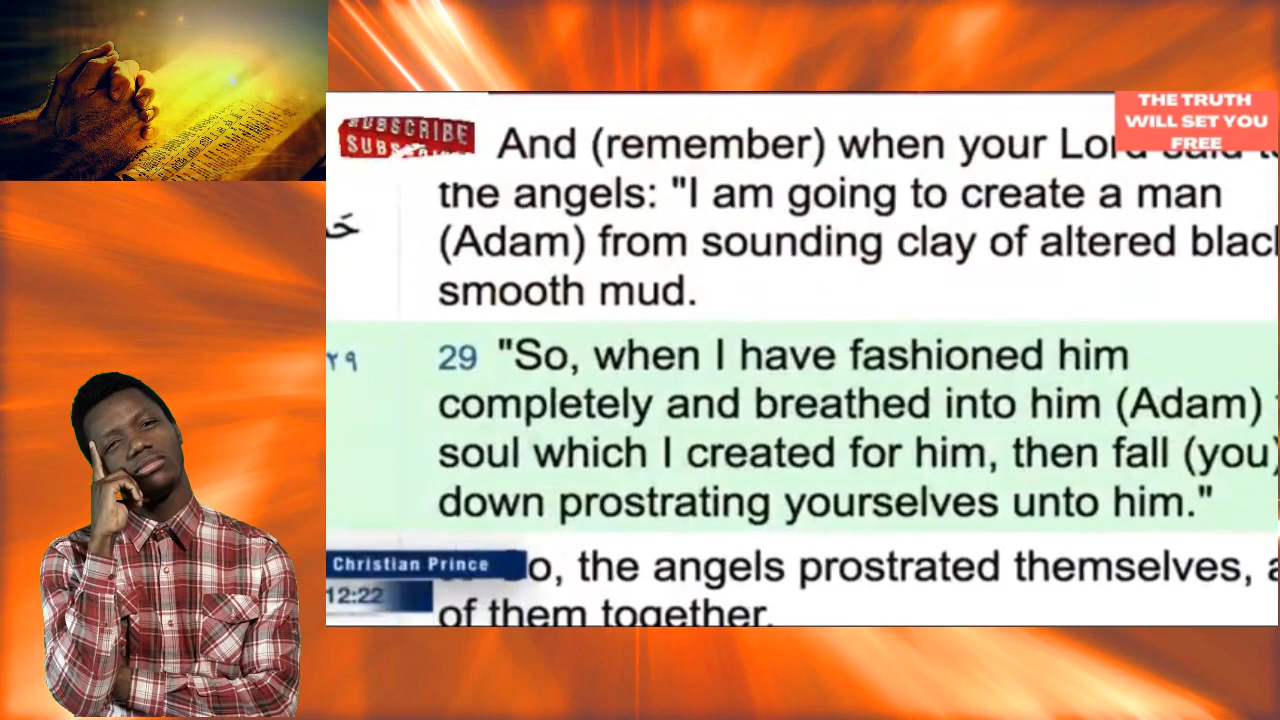 THE TRUTH
WILL SET YOU
FREE
SUBSCRIBE
And (remember) when your Lord said
the angels: "I am going to create a man
(Adam) from sounding clay of altered
smooth mud.
٢٩
29 "So, when I have fashioned him
completely and breathed into him (Adam)
soul which I created for him, then fall (you)
down prostrating yourselves unto him."
Christian Prince
o, the angels prostrated themselves,
12:22
of them together.